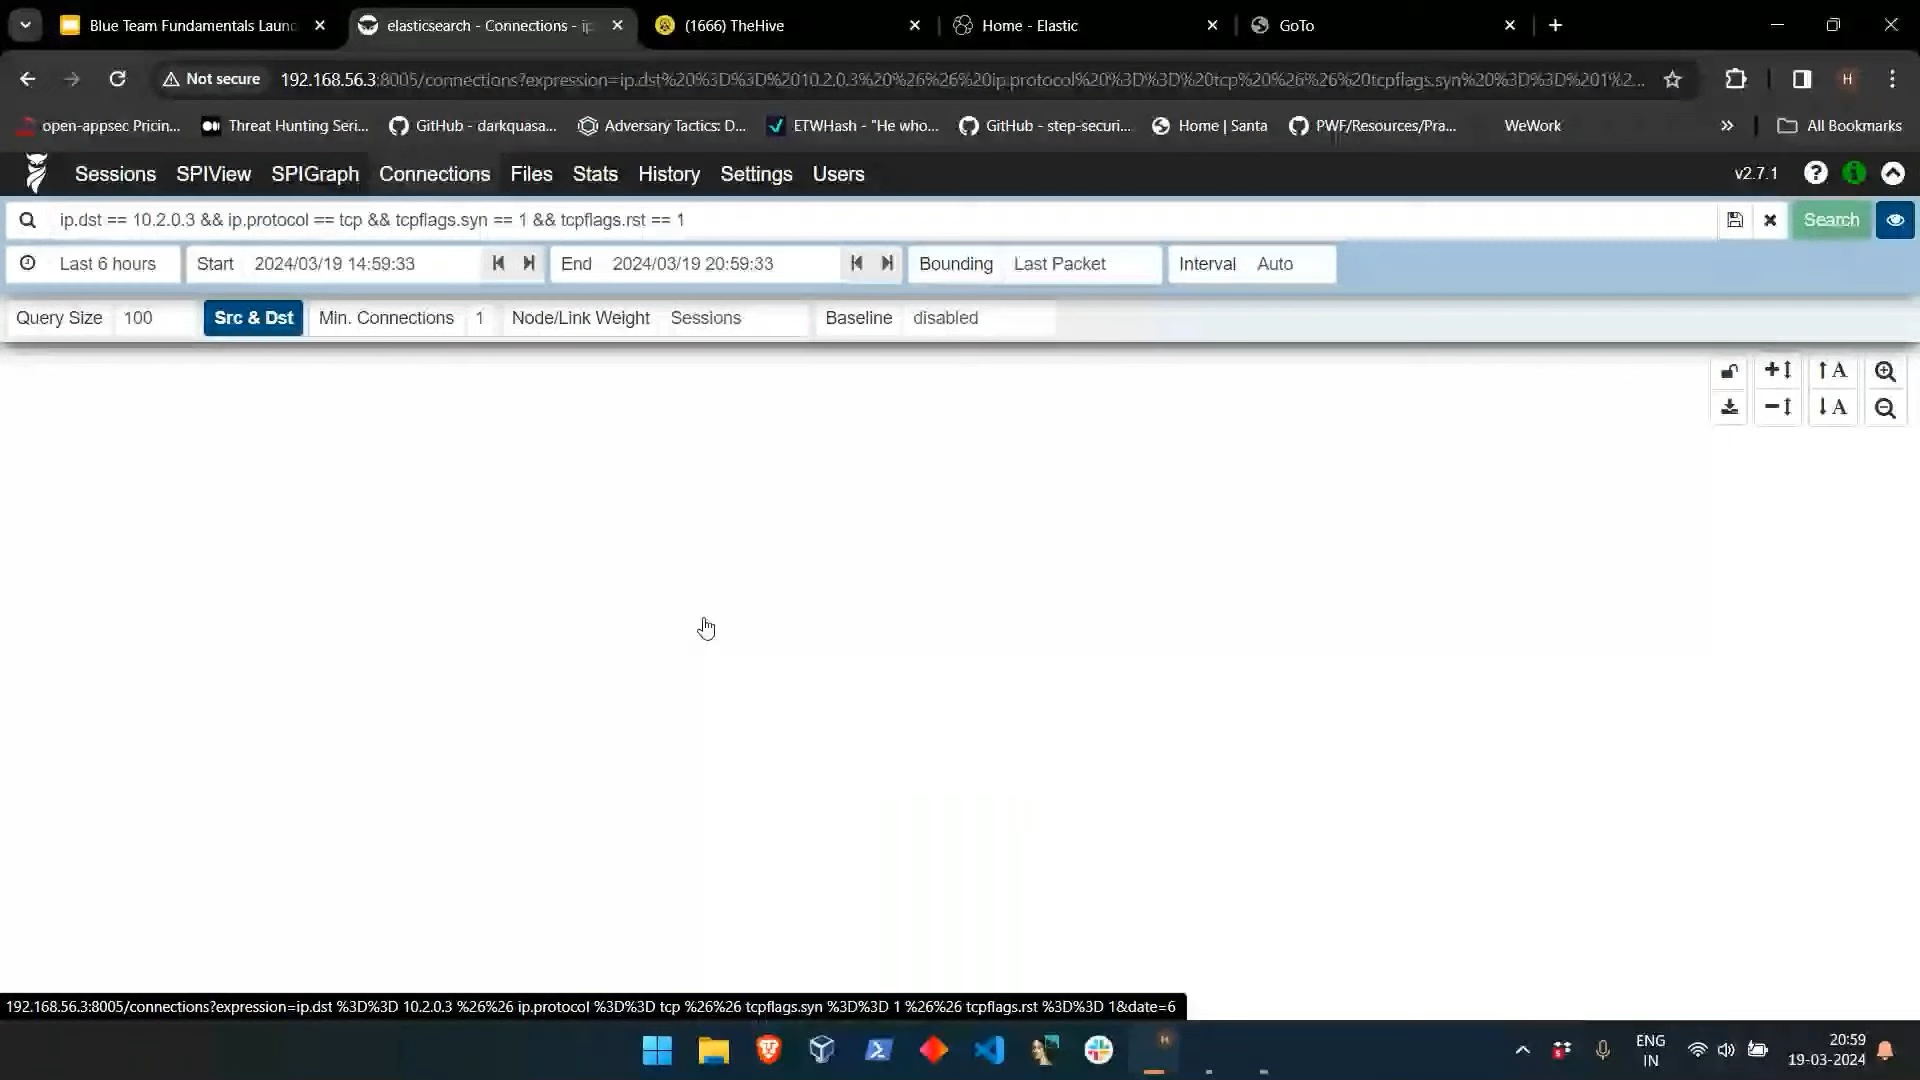 Blue Team Fundamentals Laun
elasticsearch - Connections - ip
(1666) TheHive
Home - Elastic
GoTo
Not secure
192.168.56.3:8005/connections?expression=ip.dst%20%3D%3D%2010.2.0.3%20%26%26%20ip.protocol%20%3D%3D%20tcp%20%26%26%20tcpflags.syn%20%3D%3D%201%2...
H
open-appsec Pricin...
Threat Hunting Seri...
GitHub - darkquasa...
Adversary Tactics: D...
ETWHash - "He who...
GitHub - step-securi...
Home | Santa
PWF/Resources/Pra...
WeWork
All Bookmarks
Sessions SPIView SPIGraph Connections Files Stats History Settings Users
v2.7.1
ip.dst == 10.2.0.3 && ip.protocol == tcp && tcpflags.syn == 1 && tcpflags.rst == 1
Search
Last 6 hours
Start 2024/03/19 14:59:33
End 2024/03/19 20:59:33
Bounding Last Packet
Interval Auto
Query Size 100
Src & Dst
Min. Connections 1
Node/Link Weight Sessions
Baseline disabled
A
A
192.168.56.3:8005/connections?expression=ip.dst %3D%3D 10.2.0.3 %26%26 ip.protocol %3D%3D tcp %26%26 tcpflags.syn %3D%3D 1 %26%26 tcpflags.rst %3D%3D 1&date=6
H
ENG
IN
20:59
19-03-2024